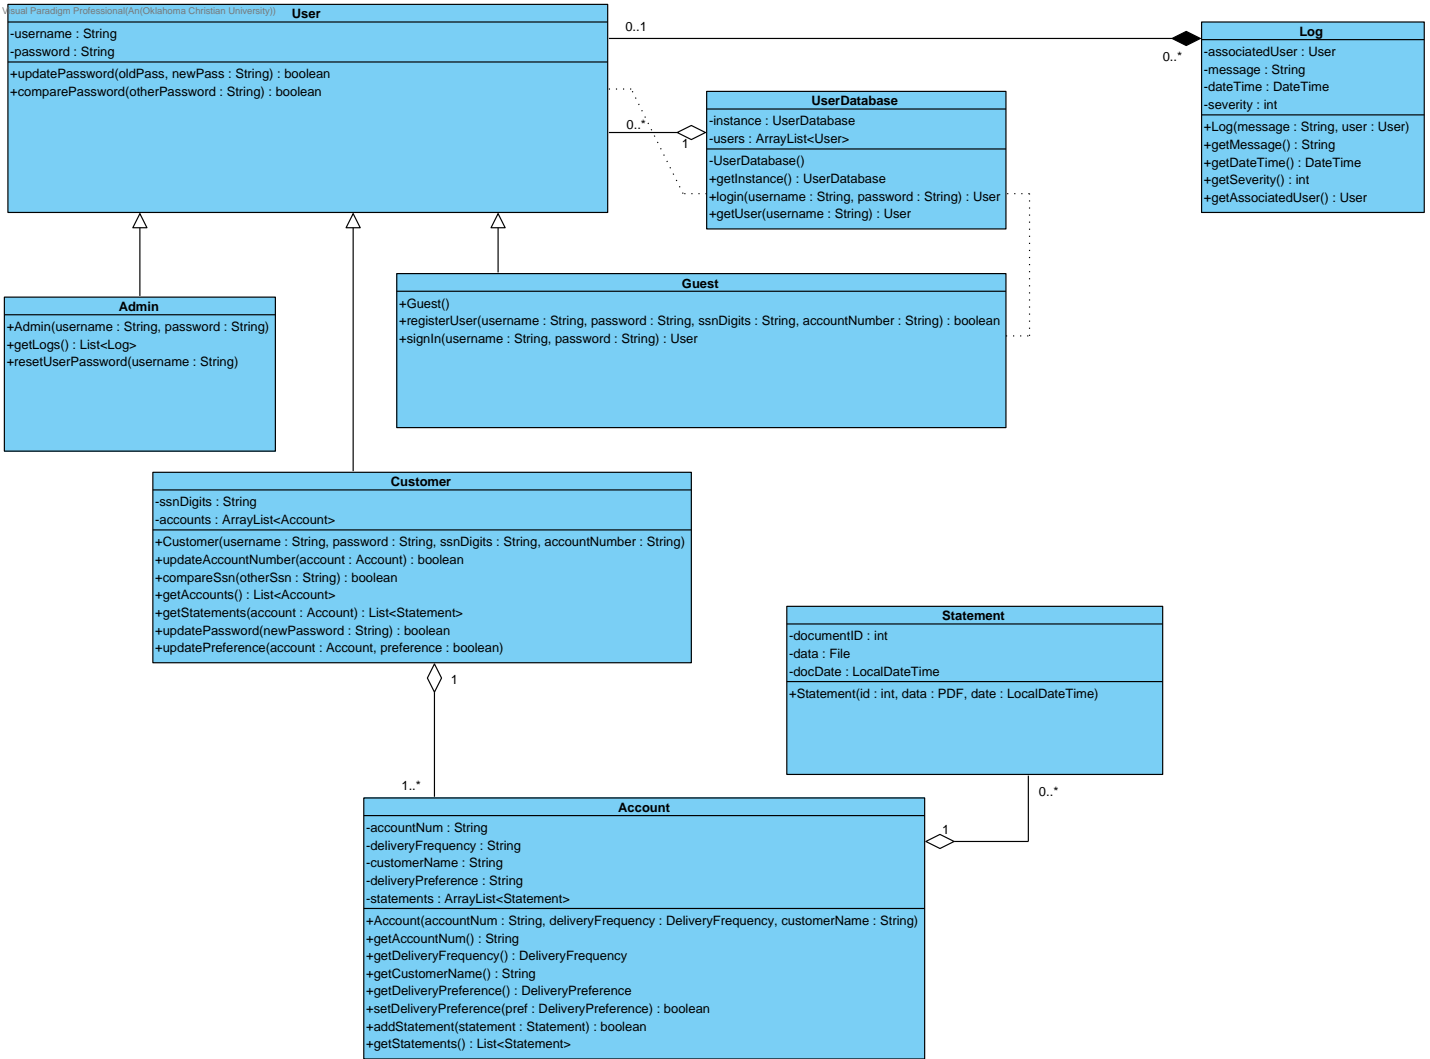 Visual Paradigm Professional(An(Oklahoma Christian University))
User
-username : String
-password : String
+updatePassword(oldPass, newPass : String) : boolean
+comparePassword(otherPassword : String) : boolean
0..1
0..*
Log
-associatedUser : User
-message : String
-dateTime : DateTime
-severity : int
+Log(message : String, user : User)
+getMessage() : String
+getDateTime() : DateTime
+getSeverity() : int
+getAssociatedUser() : User
0..*
1
UserDatabase
-instance : UserDatabase
-users : ArrayList<User>
-UserDatabase()
+getInstance() : UserDatabase
+login(username : String, password : String) : User
+getUser(username : String) : User
Admin
+Admin(username : String, password : String)
+getLogs() : List<Log>
+resetUserPassword(username : String)
Guest
+Guest()
+registerUser(username : String, password : String, ssnDigits : String, accountNumber : String) : boolean
+signIn(username : String, password : String) : User
Customer
-ssnDigits : String
-accounts : ArrayList<Account>
+Customer(username : String, password : String, ssnDigits : String, accountNumber : String)
+updateAccountNumber(account : Account) : boolean
+compareSsn(otherSsn : String) : boolean
+getAccounts() : List<Account>
+getStatements(account : Account) : List<Statement>
+updatePassword(newPassword : String) : boolean
+updatePreference(account : Account, preference : boolean)
1
1..*
Statement
-documentID : int
-data : File
-docDate : LocalDateTime
+Statement(id : int, data : PDF, date : LocalDateTime)
0..*
1
Account
-accountNum : String
-deliveryFrequency : String
-customerName : String
-deliveryPreference : String
-statements : ArrayList<Statement>
+Account(accountNum : String, deliveryFrequency : DeliveryFrequency, customerName : String)
+getAccountNum() : String
+getDeliveryFrequency() : DeliveryFrequency
+getCustomerName() : String
+getDeliveryPreference() : DeliveryPreference
+setDeliveryPreference(pref : DeliveryPreference) : boolean
+addStatement(statement : Statement) : boolean
+getStatements() : List<Statement>